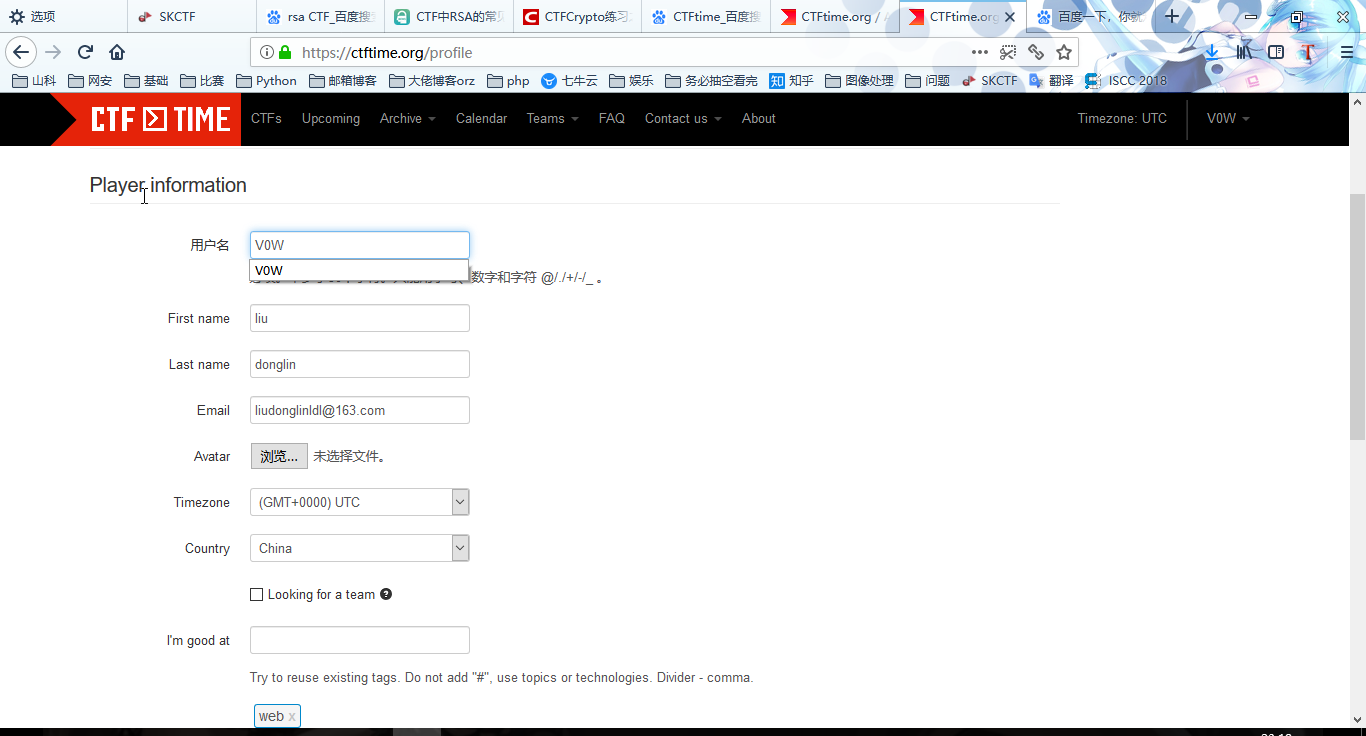 选项 SKCTF rsa CTF_百度搜 CTF中RSA的常见 CTFCrypto练习 CTFtime_百度搜 CTFtime.org / CTFtime.org 百度一下，你就
https://ctftime.org/profile
山科 网安 基础 比赛 Python 邮箱博客 大佬博客orz php 七牛云 娱乐 务必抽空看完 知乎 图像处理 问题 SKCTF 翻译 ISCC 2018
CTF TIME CTFs Upcoming Archive Calendar Teams FAQ Contact us About Timezone: UTC V0W
Player information
用户名 V0W
V0W
数字和字符 @/./+/-/_ 。
First name liu
Last name donglin
Email liudonglinldl@163.com
Avatar 浏览... 未选择文件。
Timezone (GMT+0000) UTC
Country China
Looking for a team ?
I'm good at
Try to reuse existing tags. Do not add "#", use topics or technologies. Divider - comma.
web x